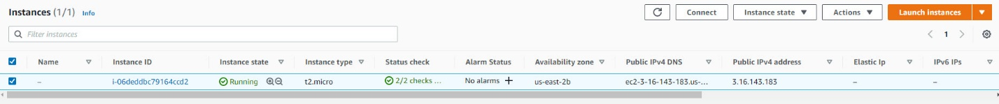 Instances (1/1) Info Connect Instance state Actions Launch instances
Filter instances 1
Name Instance ID Instance state Instance type Status check Alarm Status Availability zone Public IPv4 DNS Public IPv4 address Elastic Ip IPv6 IPs
– i-06deddbc79164ccd2 Running t2.micro 2/2 checks ... No alarms + us-east-2b ec2-3-16-143-183.us-... 3.16.143.183 – –